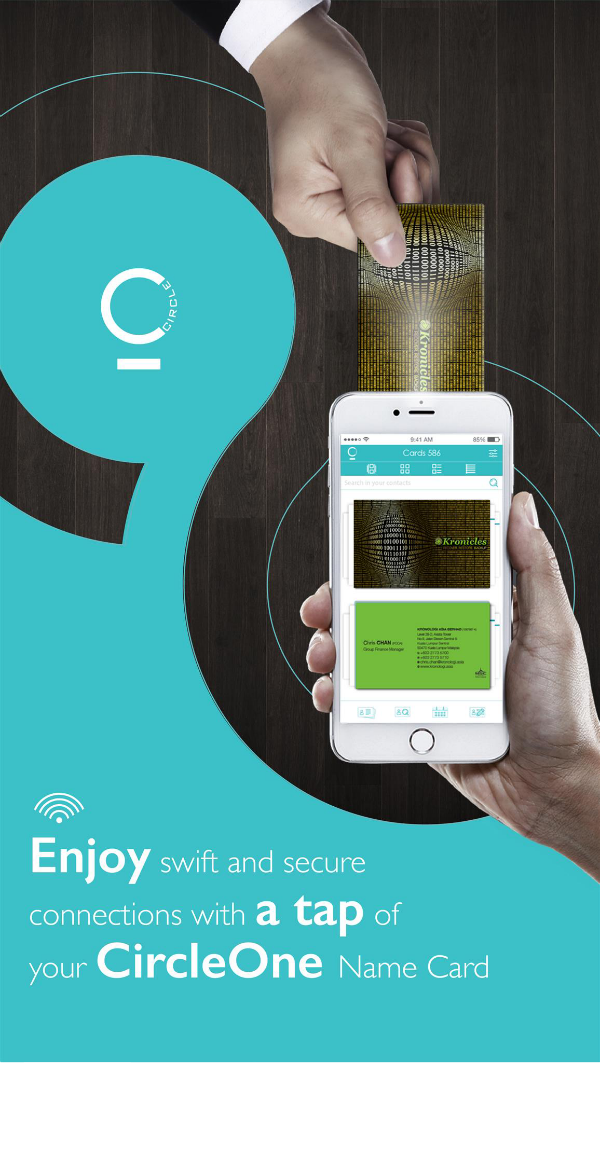 CIRCLE
Kronicles
9:41 AM
85%
Cards 586
Search in your contacts
Kronicles
Chris CHAN
Group Finance Manager
Enjoy swift and secure
connections with a tap of
your CircleOne Name Card